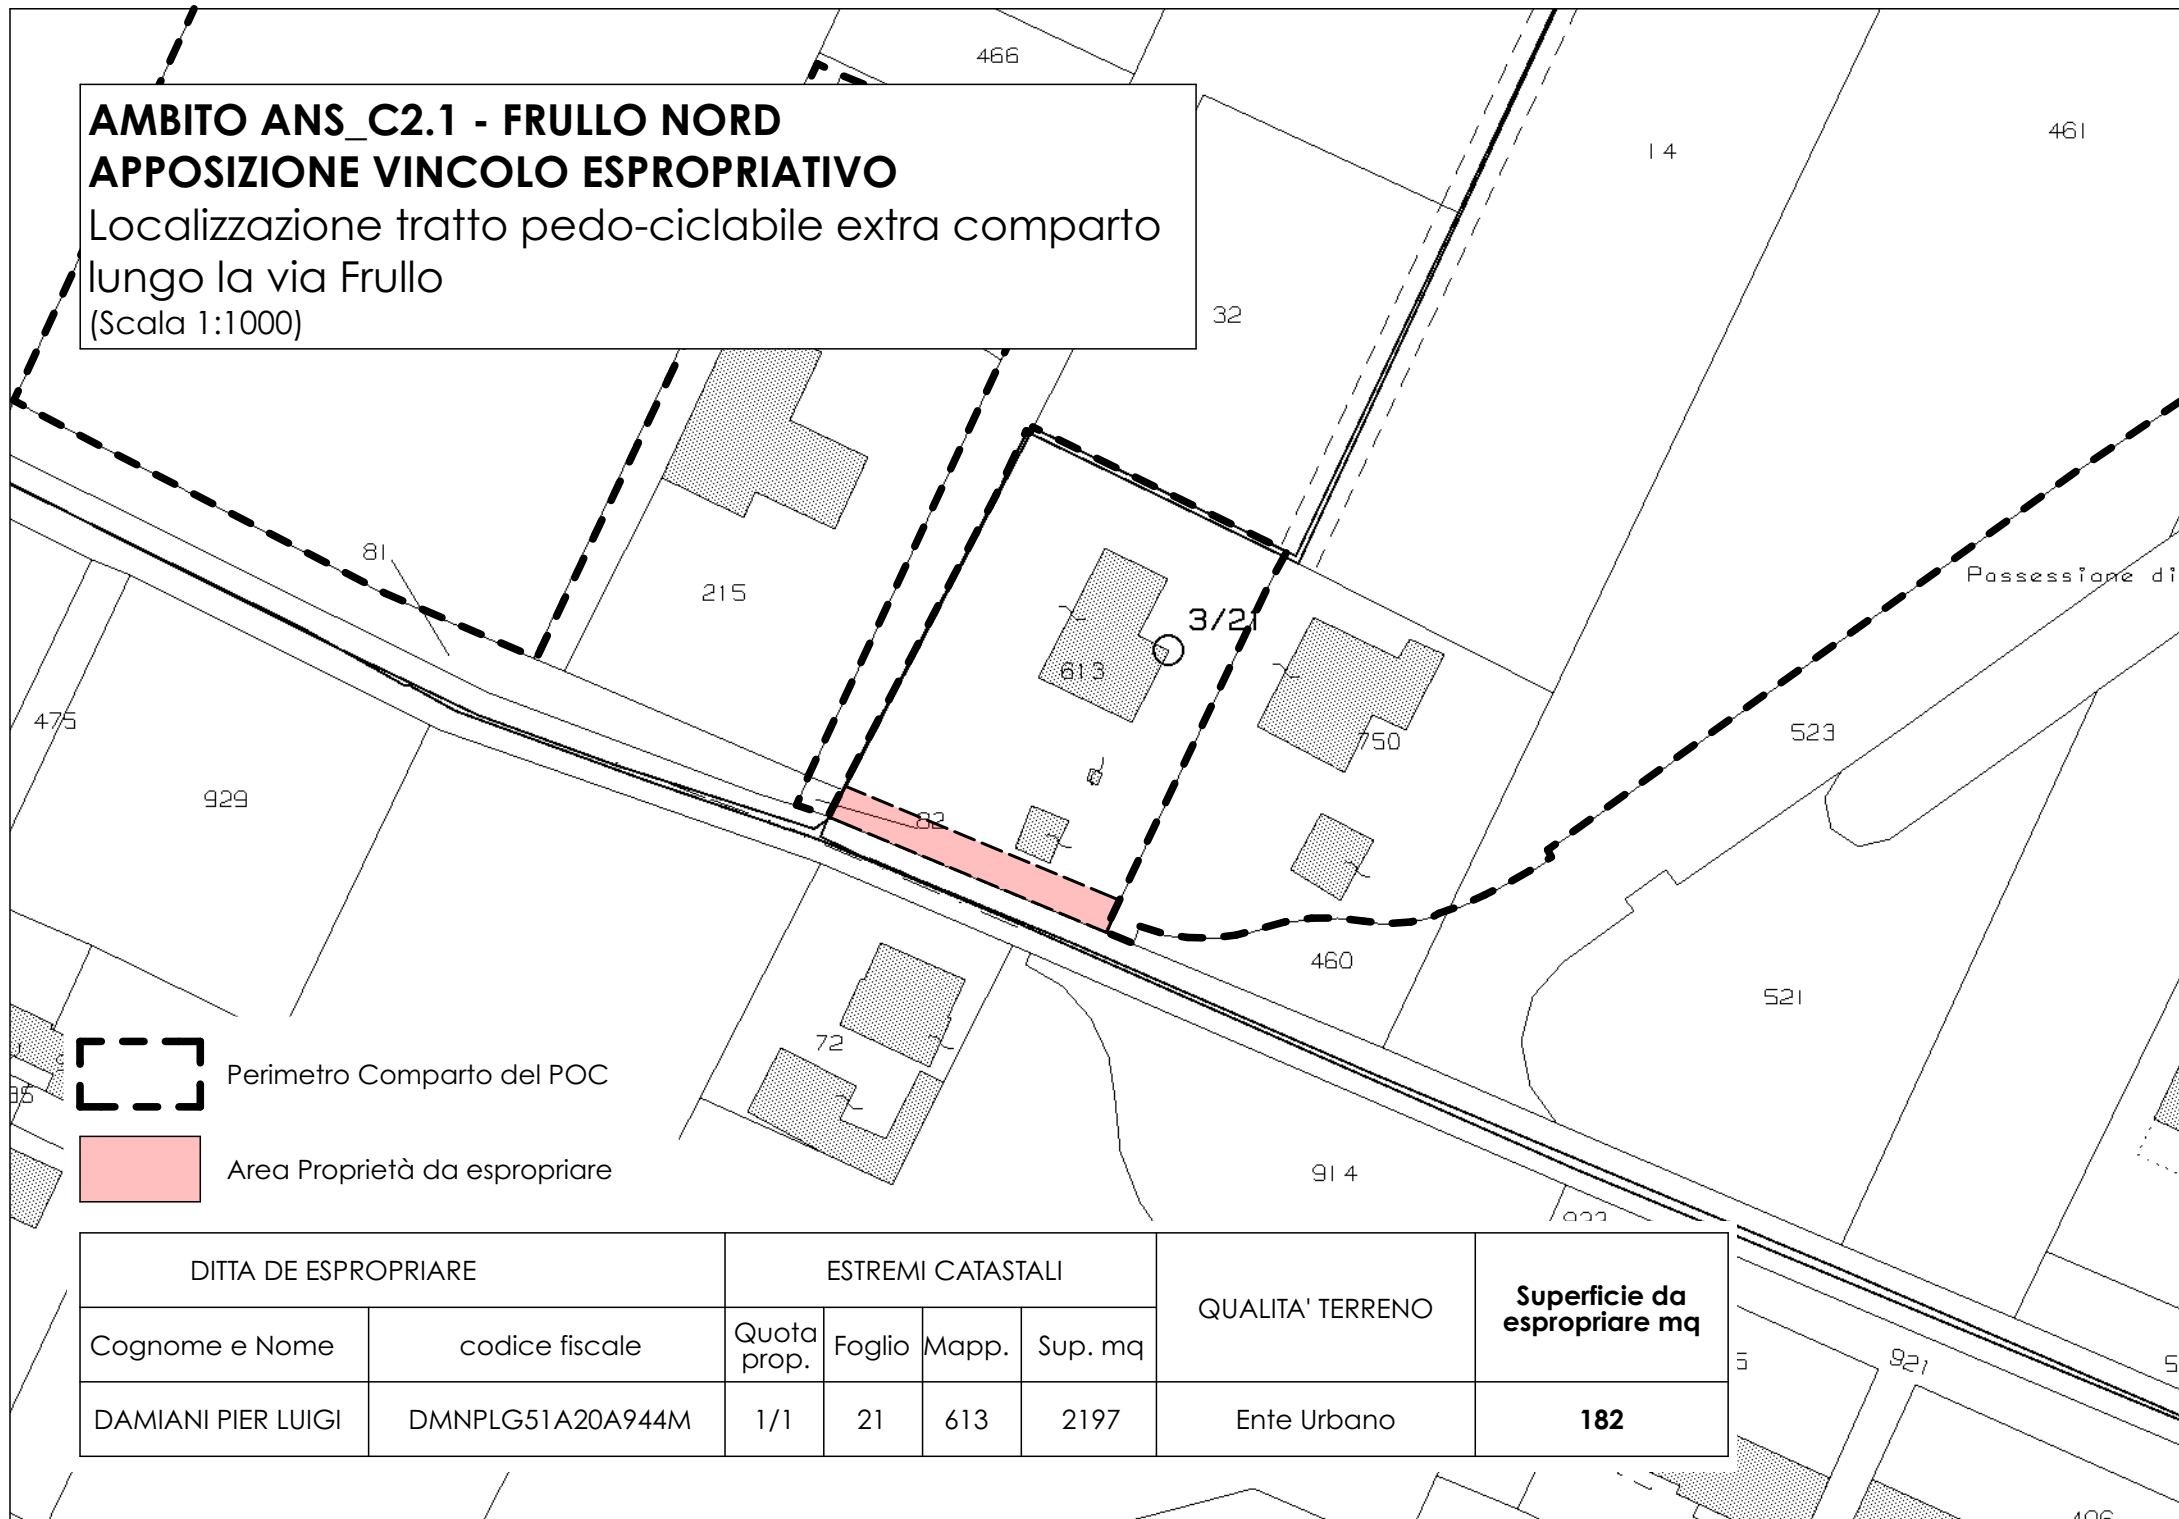 AMBITO ANS_C2.1 - FRULLO NORD
APPOSIZIONE VINCOLO ESPROPRIATIVO
Localizzazione tratto pedo-ciclabile extra comparto
lungo la via Frullo
(Scala 1:1000)
466
14
461
32
81
215
3/21
613
Possessione di
750
475
523
929
82
460
521
72
914
Perimetro Comparto del POC
Area Proprietà da espropriare
DITTA DE ESPROPRIARE
ESTREMI CATASTALI
QUALITA' TERRENO
Superficie da
espropriare mq
Cognome e Nome
codice fiscale
Quota
prop.
Foglio
Mapp.
Sup. mq
DAMIANI PIER LUIGI
DMNPLG51A20A944M
1/1
21
613
2197
Ente Urbano
182
921